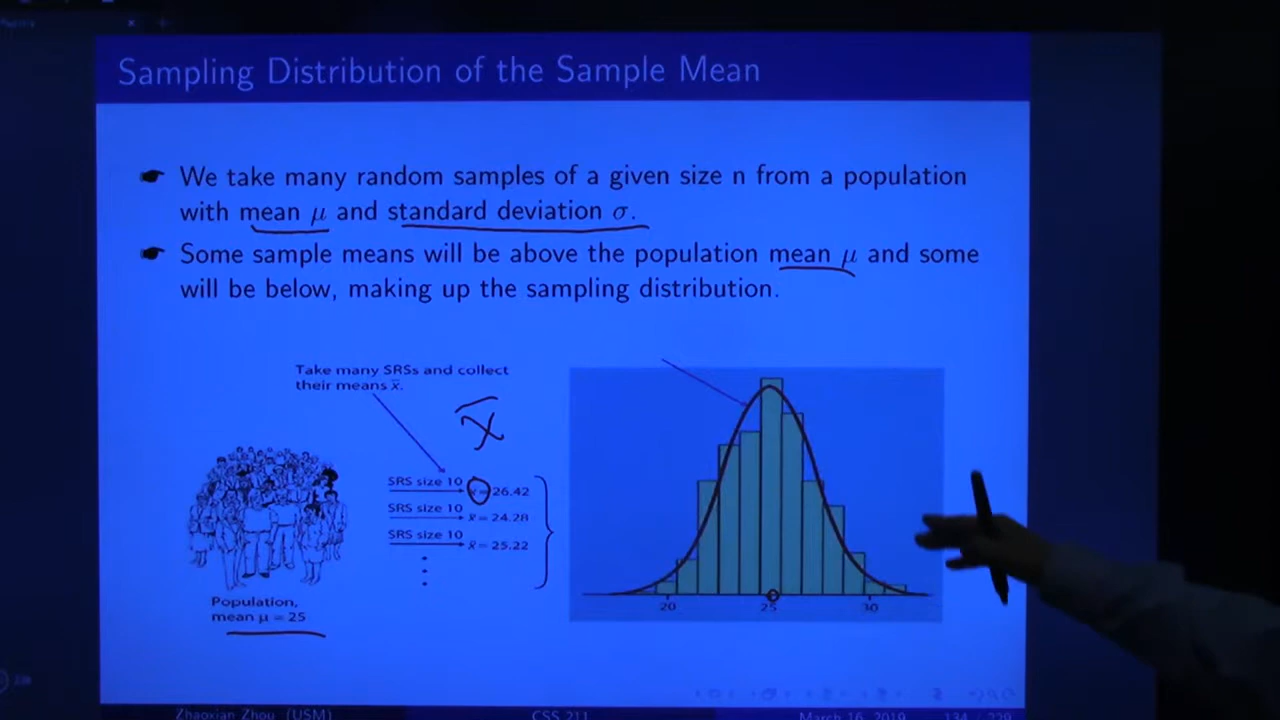 Sampling Distribution of the Sample Mean
We take many random samples of a given size n from a population
with mean μ and standard deviation σ.
Some sample means will be above the population mean μ and some
will be below, making up the sampling distribution.
Take many SRSs and collect
their means x̅.
x̅
SRS size 10
x̅ = 26.42
SRS size 10
x̅ = 24.28
SRS size 10
x̅ = 25.22
Population,
mean μ = 25
20 25 30
Zhaoxian Zhou (USM) CSS 211 March 16, 2019 134 / 229